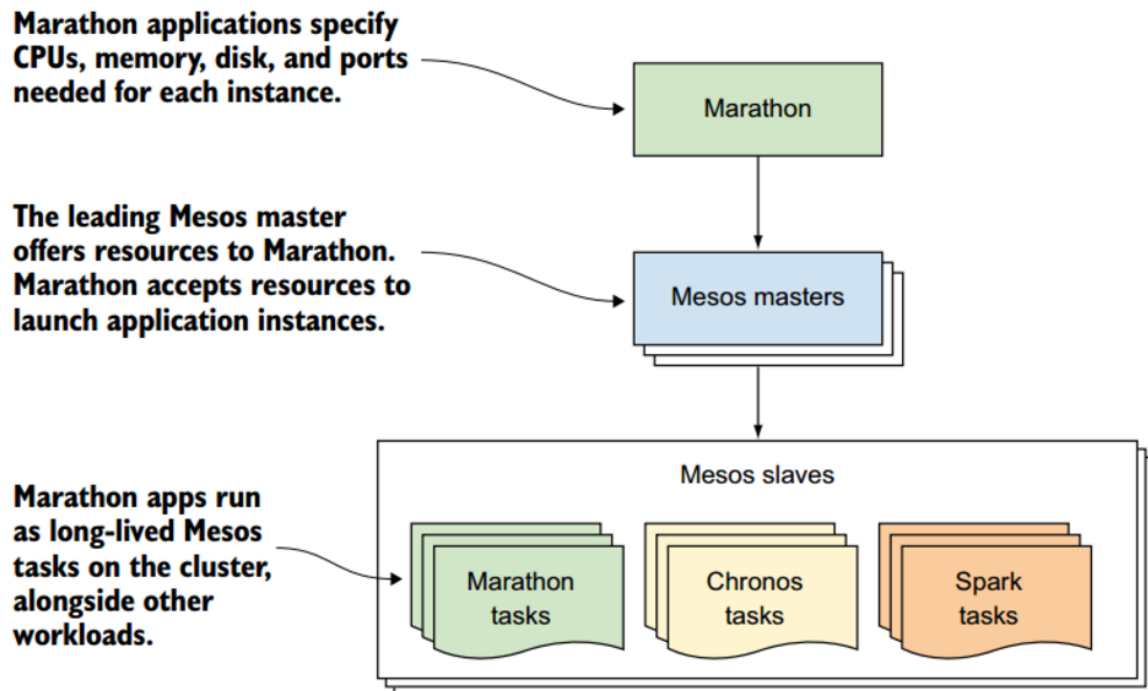 Marathon applications specify
CPUs, memory, disk, and ports
needed for each instance.
Marathon
The leading Mesos master
offers resources to Marathon.
Marathon accepts resources to
launch application instances.
Mesos masters
Mesos slaves
Marathon apps run
as long-lived Mesos
tasks on the cluster,
alongside other
workloads.
Marathon
tasks
Chronos
tasks
Spark
tasks